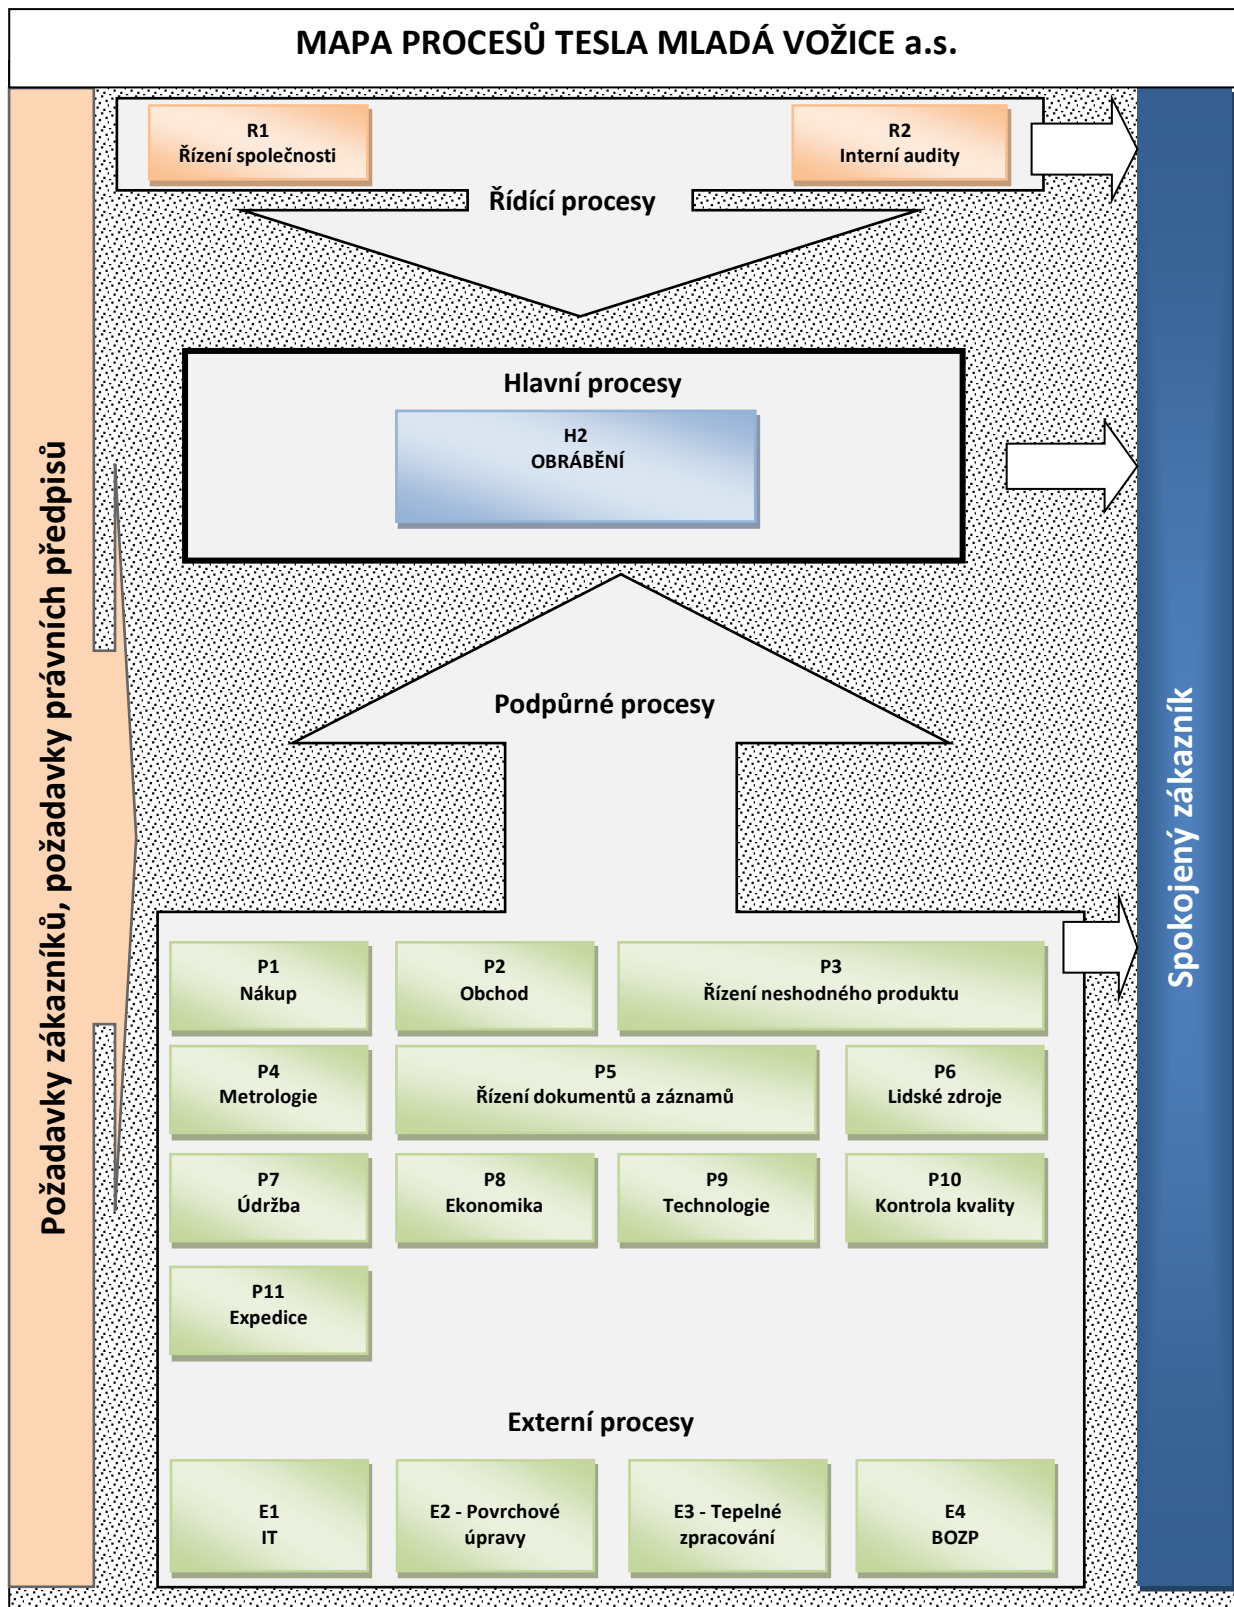 MAPA PROCESŮ TESLA MLADÁ VOŽICE a.s.
R1
Řízení společnosti
R2
Interní audity
Řídící procesy
Hlavní procesy
H2
OBRÁBĚNÍ
Požadavky zákazníků, požadavky právních předpisů
Podpůrné procesy
Spokojený zákazník
P1
Nákup
P2
Obchod
P3
Řízení neshodného produktu
P4
Metrologie
P5
Řízení dokumentů a záznamů
P6
Lidské zdroje
P7
Údržba
P8
Ekonomika
P9
Technologie
P10
Kontrola kvality
P11
Expedice
Externí procesy
E1
IT
E2 - Povrchové
úpravy
E3 - Tepelné
zpracování
E4
BOZP